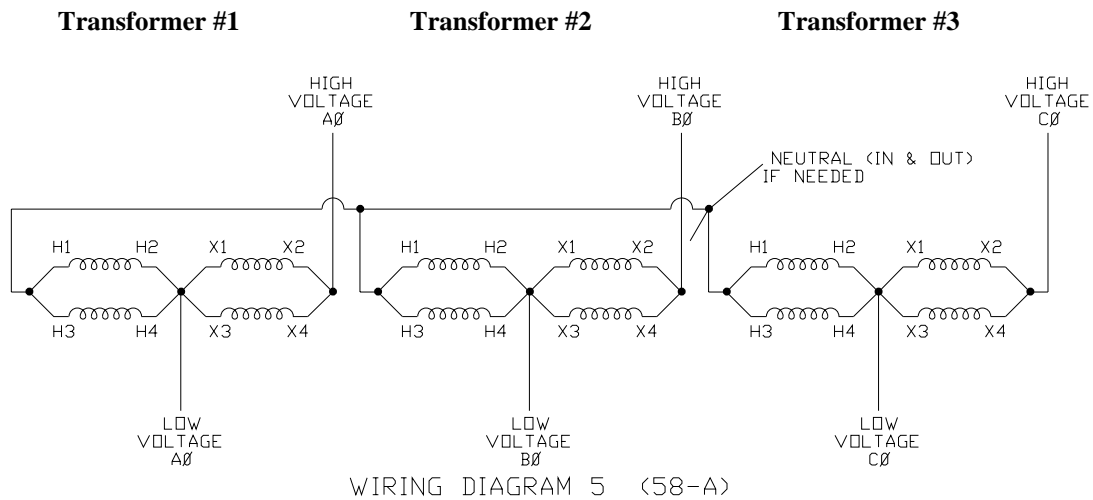 Transformer #1 Transformer #2 Transformer #3
HIGH
VOLTAGE
AØ
HIGH
VOLTAGE
BØ
HIGH
VOLTAGE
CØ
NEUTRAL (IN & OUT)
IF NEEDED
H1 H2 X1 X2 H1 H2 X1 X2 H1 H2 X1 X2
H3 H4 X3 X4 H3 H4 X3 X4 H3 H4 X3 X4
LOW
VOLTAGE
AØ
LOW
VOLTAGE
BØ
LOW
VOLTAGE
CØ
WIRING DIAGRAM 5 (58-A)